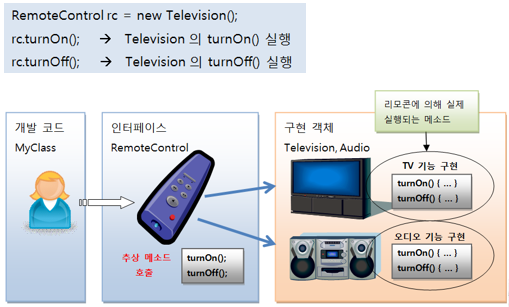 RemoteControl rc = new Television();
rc.turnOn();    →    Television 의 turnOn() 실행
rc.turnOff();    →    Television 의 turnOff() 실행
리모콘에 의해 실제
실행되는 메소드
개발 코드
MyClass
인터페이스
RemoteControl
추상 메소드
호출
turnOn();
turnOff();
구현 객체
Television, Audio
TV 기능 구현
turnOn() { ... }
turnOff() { ... }
오디오 기능 구현
turnOn() { ... }
turnOff() { ... }